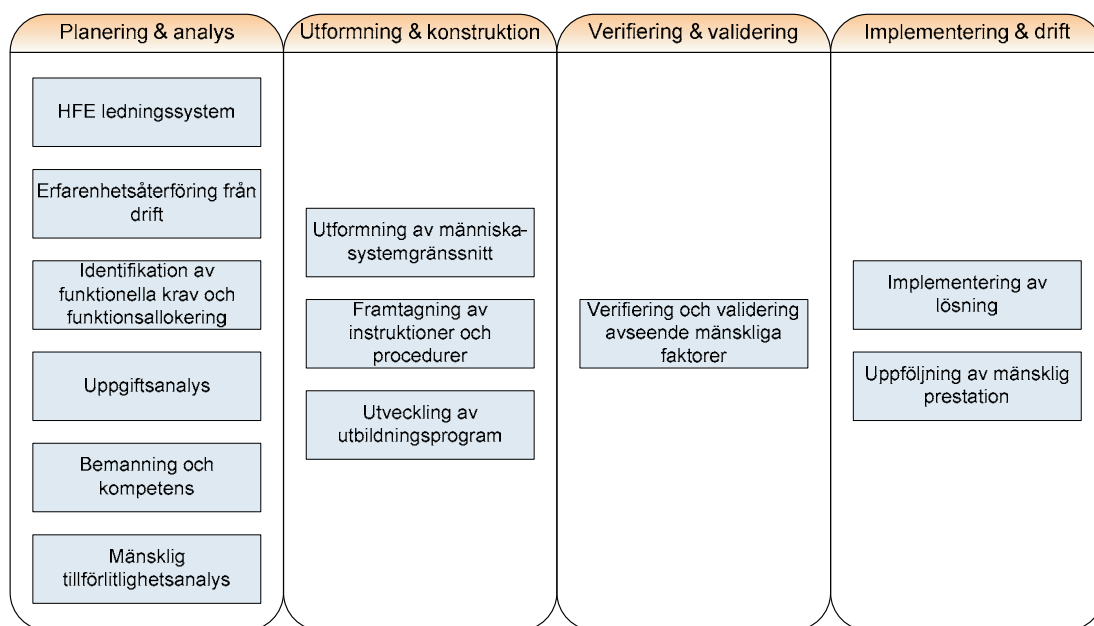 Planering & analys
HFE ledningssystem
Erfarenhetsåterföring från
drift
Identifikation av
funktionella krav och
funktionsallokering
Uppgiftsanalys
Bemanning och
kompetens
Mänsklig
tillförlitlighetsanalys
Utformning & konstruktion
Utformning av människa-
systemgränssnitt
Framtagning av
instruktioner och
procedurer
Utveckling av
utbildningsprogram
Verifiering & validering
Verifiering och validering
avseende mänskliga
faktorer
Implementering & drift
Implementering av
lösning
Uppföljning av mänsklig
prestation